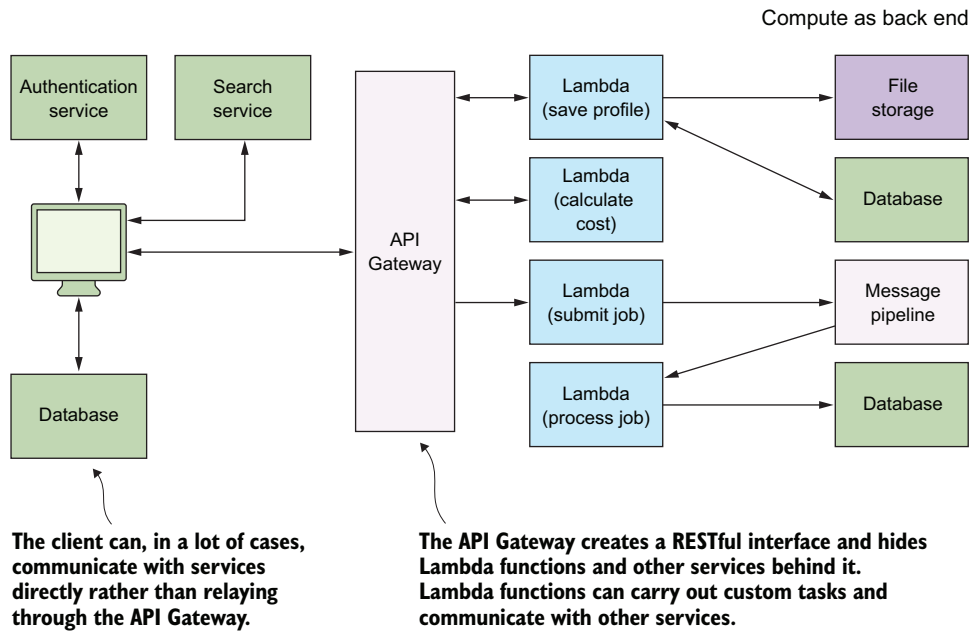 Compute as back end
Authentication
service
Search
service
Database
API
Gateway
Lambda
(save profile)
Lambda
(calculate
cost)
Lambda
(submit job)
Lambda
(process job)
File
storage
Database
Message
pipeline
Database
The client can, in a lot of cases,
communicate with services
directly rather than relaying
through the API Gateway.
The API Gateway creates a RESTful interface and hides
Lambda functions and other services behind it.
Lambda functions can carry out custom tasks and
communicate with other services.